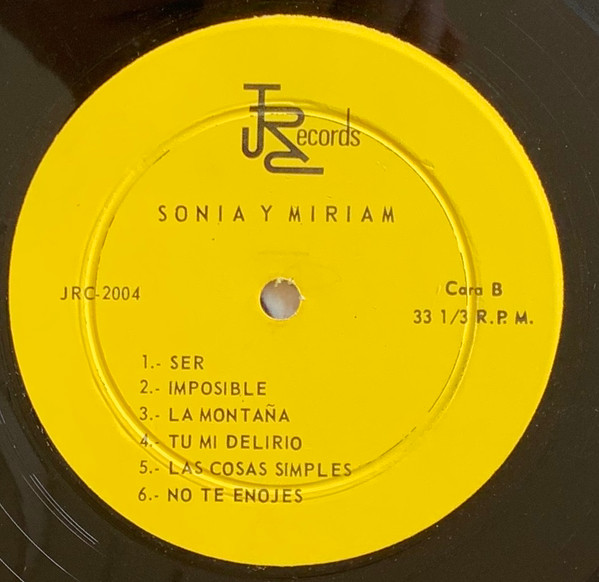 JRC Records
SONIA Y MIRIAM
JRC-2004
Cara B
33 1/3 R.P.M.
1.- SER
2.- IMPOSIBLE
3.- LA MONTAÑA
4.- TU MI DELIRIO
5.- LAS COSAS SIMPLES
6.- NO TE ENOJES